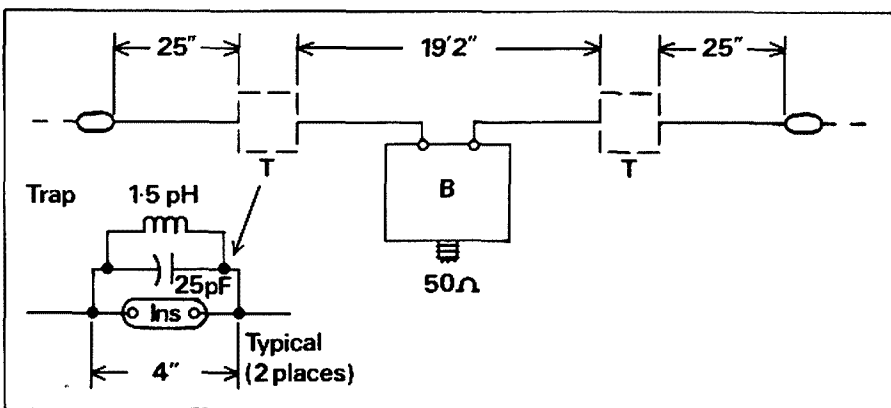 25" 19'2" 25"
T T
B
Trap 1·5 pH
25pF
50Ω
Ins
Typical
4" (2 places)